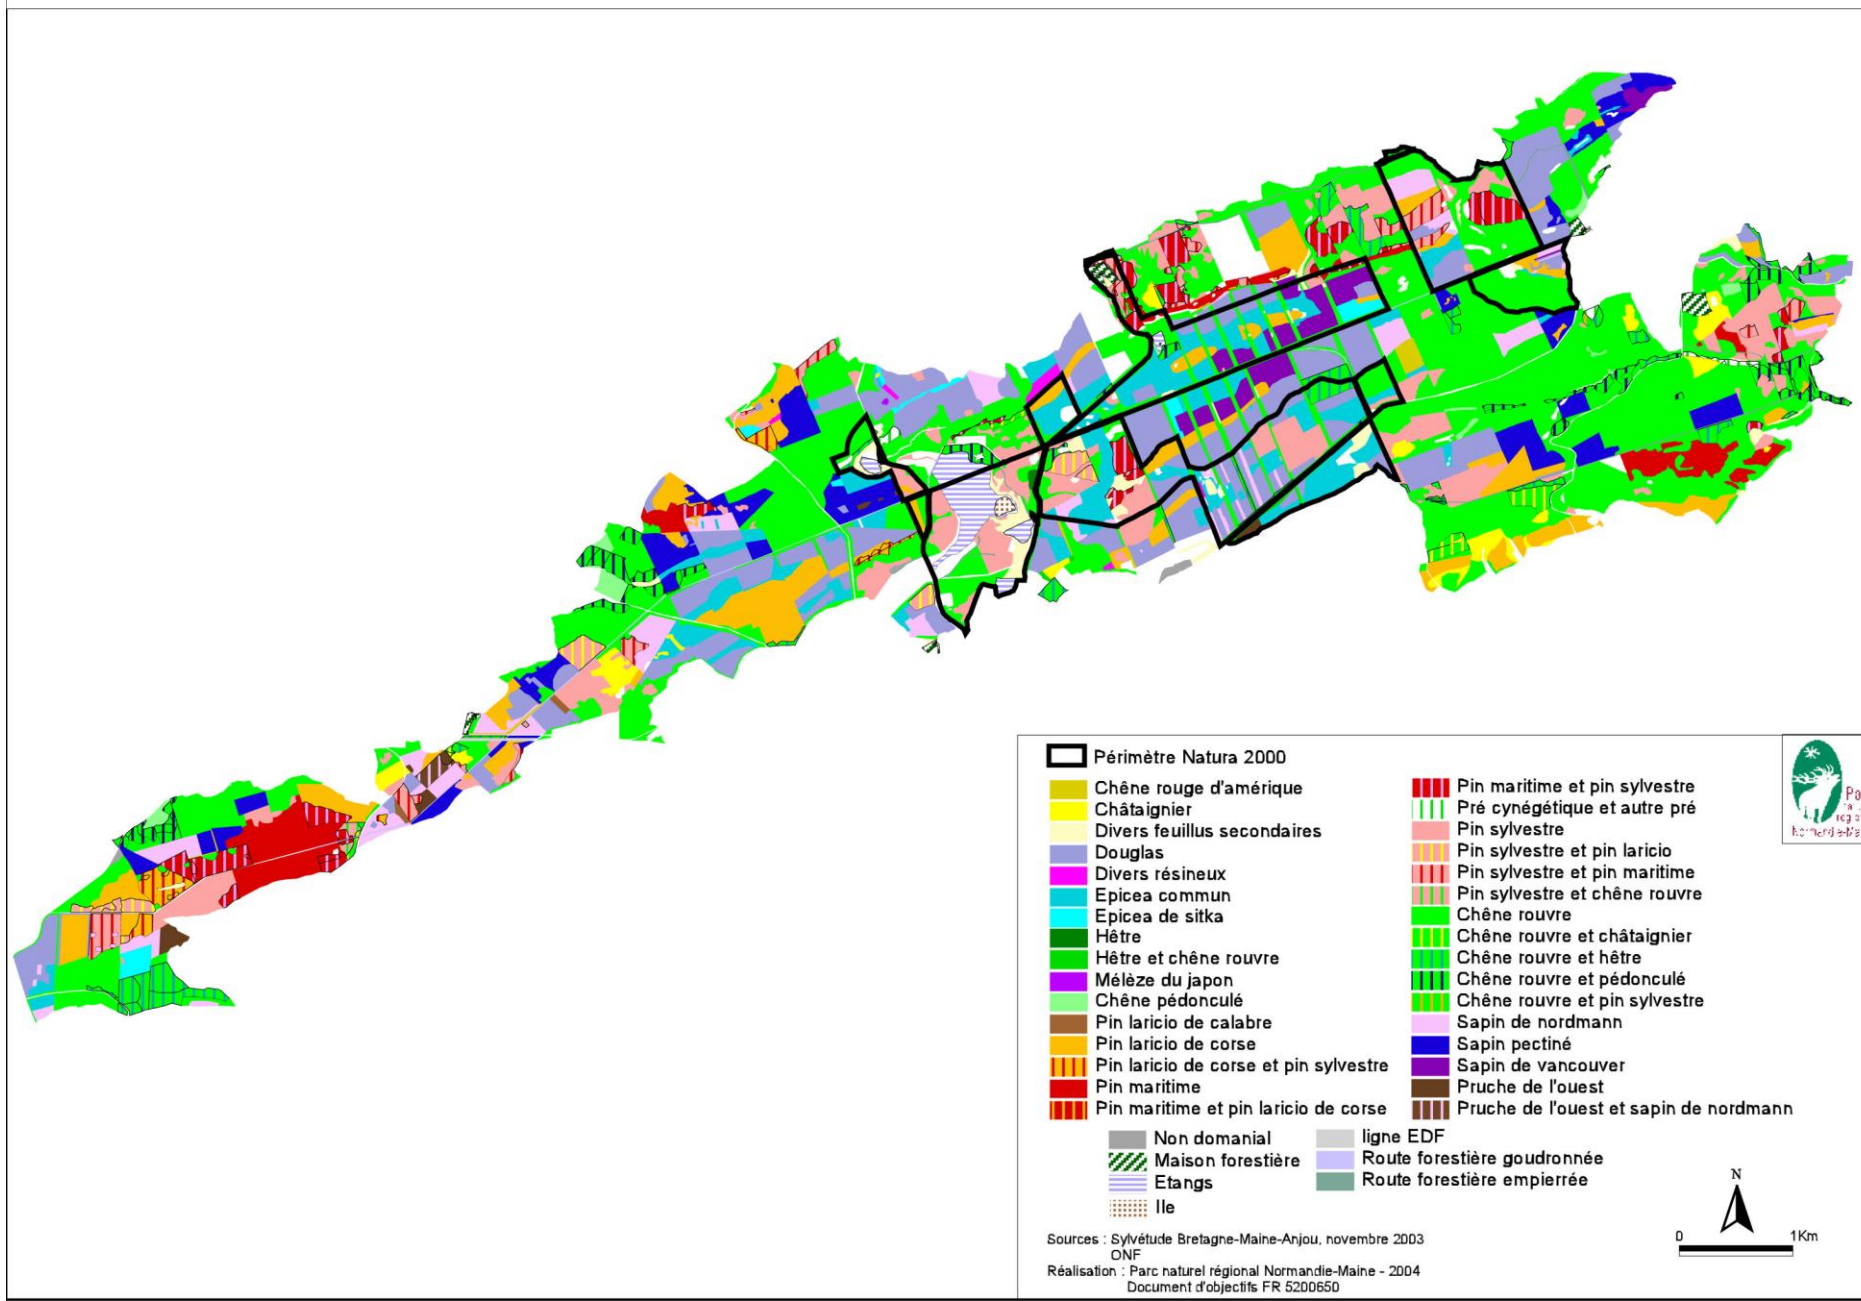 Périmètre Natura 2000
Chêne rouge d'amérique
Châtaignier
Divers feuillus secondaires
Douglas
Divers résineux
Epicea commun
Epicea de sitka
Hêtre
Hêtre et chêne rouvre
Mélèze du japon
Chêne pédonculé
Pin laricio de calabre
Pin laricio de corse
Pin laricio de corse et pin sylvestre
Pin maritime
Pin maritime et pin laricio de corse
Pin maritime et pin sylvestre
Pré cynégétique et autre pré
Pin sylvestre
Pin sylvestre et pin laricio
Pin sylvestre et pin maritime
Pin sylvestre et chêne rouvre
Chêne rouvre
Chêne rouvre et châtaignier
Chêne rouvre et hêtre
Chêne rouvre et pédonculé
Chêne rouvre et pin sylvestre
Sapin de nordmann
Sapin pectiné
Sapin de vancouver
Pruche de l'ouest
Pruche de l'ouest et sapin de nordmann
Non domanial
Maison forestière
Etangs
Ile
ligne EDF
Route forestière goudronnée
Route forestière empierrée
N
0 1Km
Sources : Sylvétude Bretagne-Maine-Anjou, novembre 2003
ONF
Réalisation : Parc naturel régional Normandie-Maine - 2004
Document d'objectifs FR 5200650